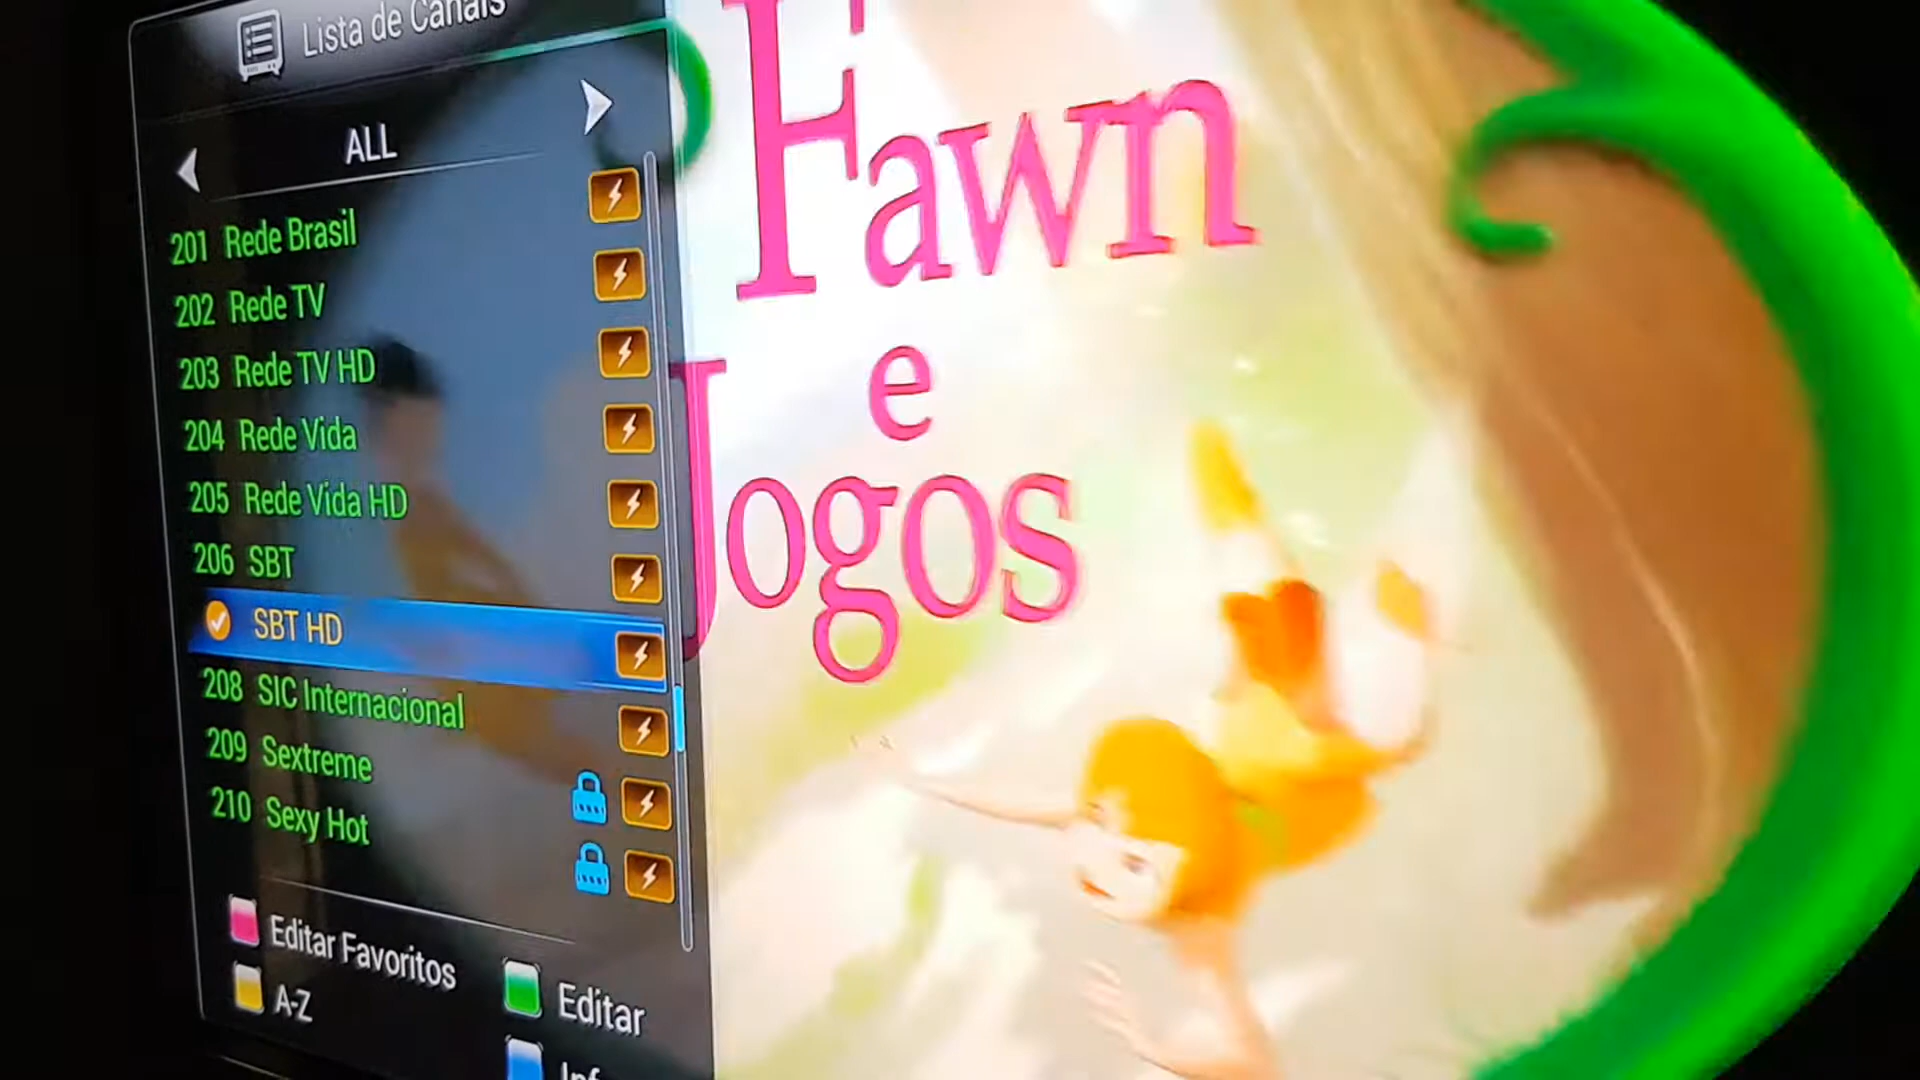 Lista de Canais
ALL
201 Rede Brasil
202 Rede TV
203 Rede TV HD
204 Rede Vida
205 Rede Vida HD
206 SBT
SBT HD
208 SIC Internacional
209 Sextreme
210 Sexy Hot
Editar Favoritos
Editar
A-Z
Fawn
e
Jogos